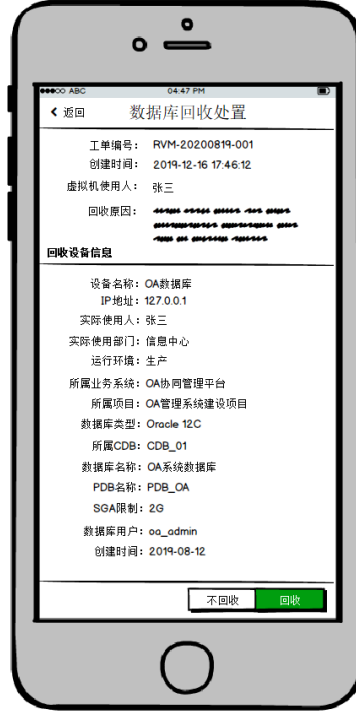 ABC 04:47 PM
返回 数据库回收处置
工单编号: RVM-20200819-001
创建时间: 2019-12-16 17:46:12
虚拟机使用人: 张三
回收原因:
回收设备信息
设备名称: OA数据库
IP地址: 127.0.0.1
实际使用人: 张三
实际使用部门: 信息中心
运行环境: 生产
所属业务系统: OA协同管理平台
所属项目: OA管理系统建设项目
数据库类型: Oracle 12C
所属CDB: CDB_01
数据库名称: OA系统数据库
PDB名称: PDB_OA
SGA限制: 2G
数据库用户: oa_admin
创建时间: 2019-08-12
不回收 回收